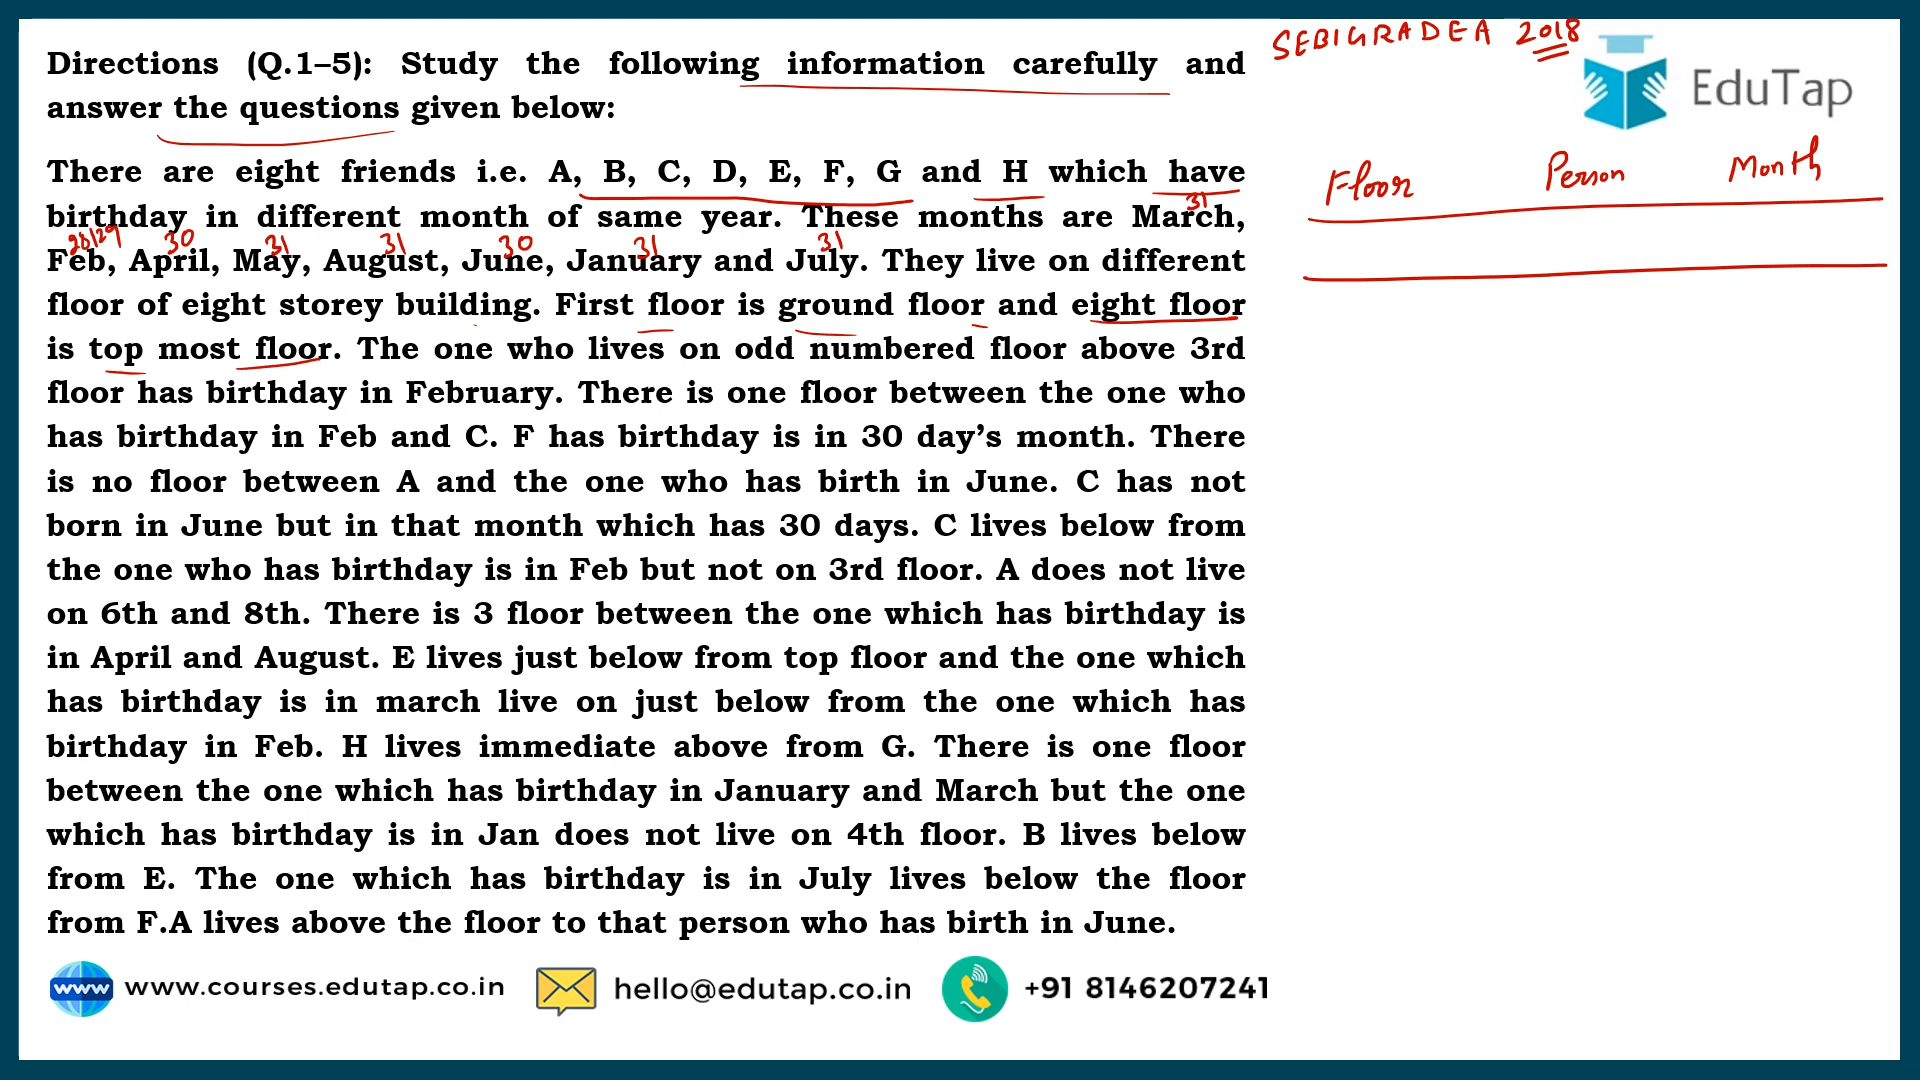 SEBI GRADE A 2018
EduTap
Directions (Q.1–5): Study the following information carefully and
answer the questions given below:
There are eight friends i.e. A, B, C, D, E, F, G and H which have
birthday in different month of same year. These months are March,
31
28/29 30 31 31 30 31 31
Feb, April, May, August, June, January and July. They live on different
floor of eight storey building. First floor is ground floor and eight floor
is top most floor. The one who lives on odd numbered floor above 3rd
floor has birthday in February. There is one floor between the one who
has birthday in Feb and C. F has birthday is in 30 day's month. There
is no floor between A and the one who has birth in June. C has not
born in June but in that month which has 30 days. C lives below from
the one who has birthday is in Feb but not on 3rd floor. A does not live
on 6th and 8th. There is 3 floor between the one which has birthday is
in April and August. E lives just below from top floor and the one which
has birthday is in march live on just below from the one which has
birthday in Feb. H lives immediate above from G. There is one floor
between the one which has birthday in January and March but the one
which has birthday is in Jan does not live on 4th floor. B lives below
from E. The one which has birthday is in July lives below the floor
from F.A lives above the floor to that person who has birth in June.
Floor Person Month
www www.courses.edutap.co.in hello@edutap.co.in +91 8146207241